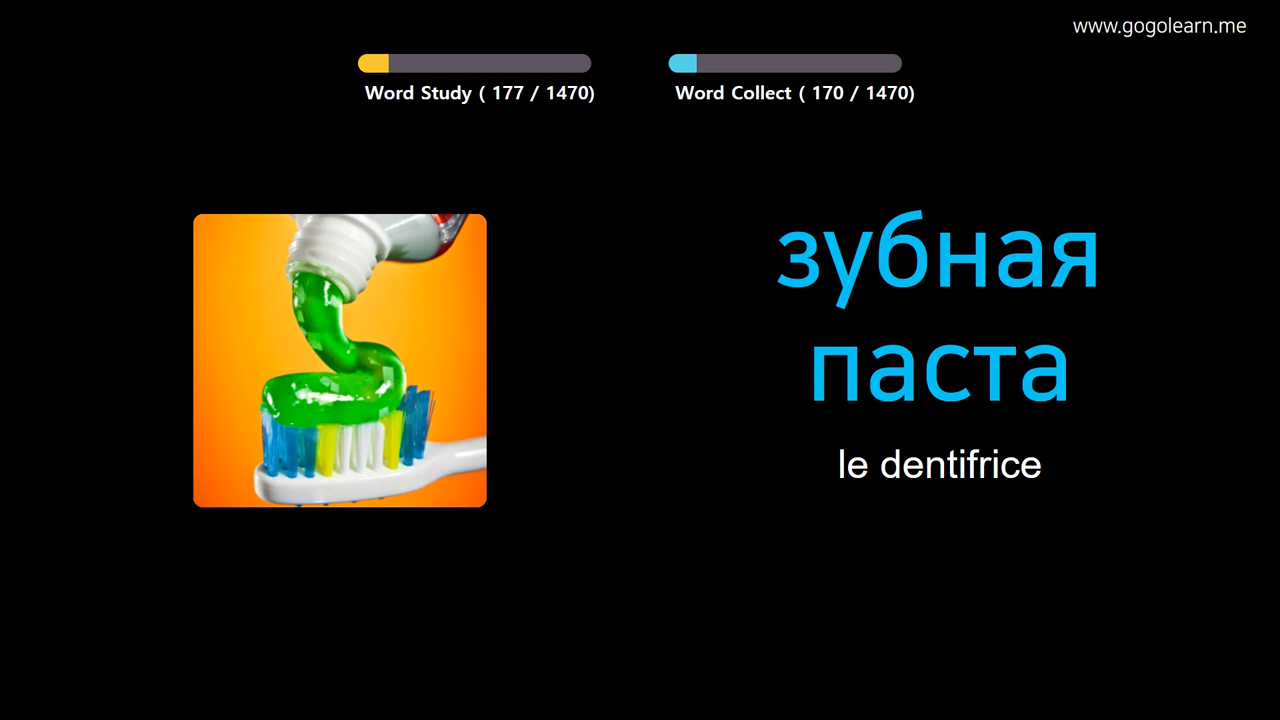 www.gogolearn.me
Word Study ( 177 / 1470)
Word Collect ( 170 / 1470)
зубная
паста
le dentifrice